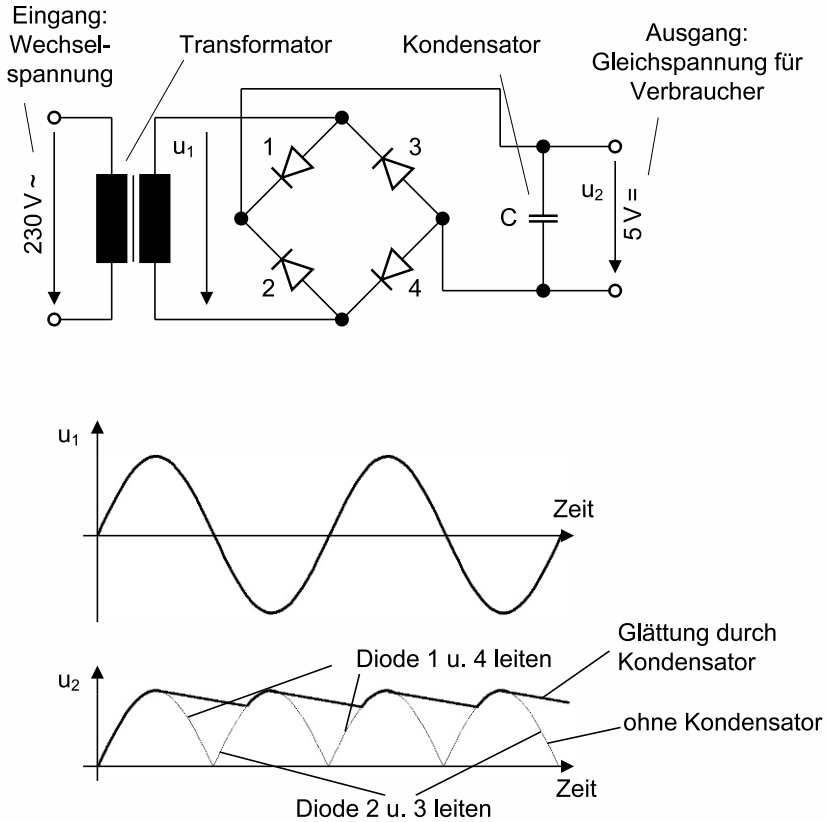 Eingang:
Wechsel-
spannung
Transformator
Kondensator
Ausgang:
Gleichspannung für
Verbraucher
230 V ~
u1
1
3
2
4
C
u2
5 V =
u1
Zeit
u2
Diode 1 u. 4 leiten
Glättung durch
Kondensator
ohne Kondensator
Zeit
Diode 2 u. 3 leiten